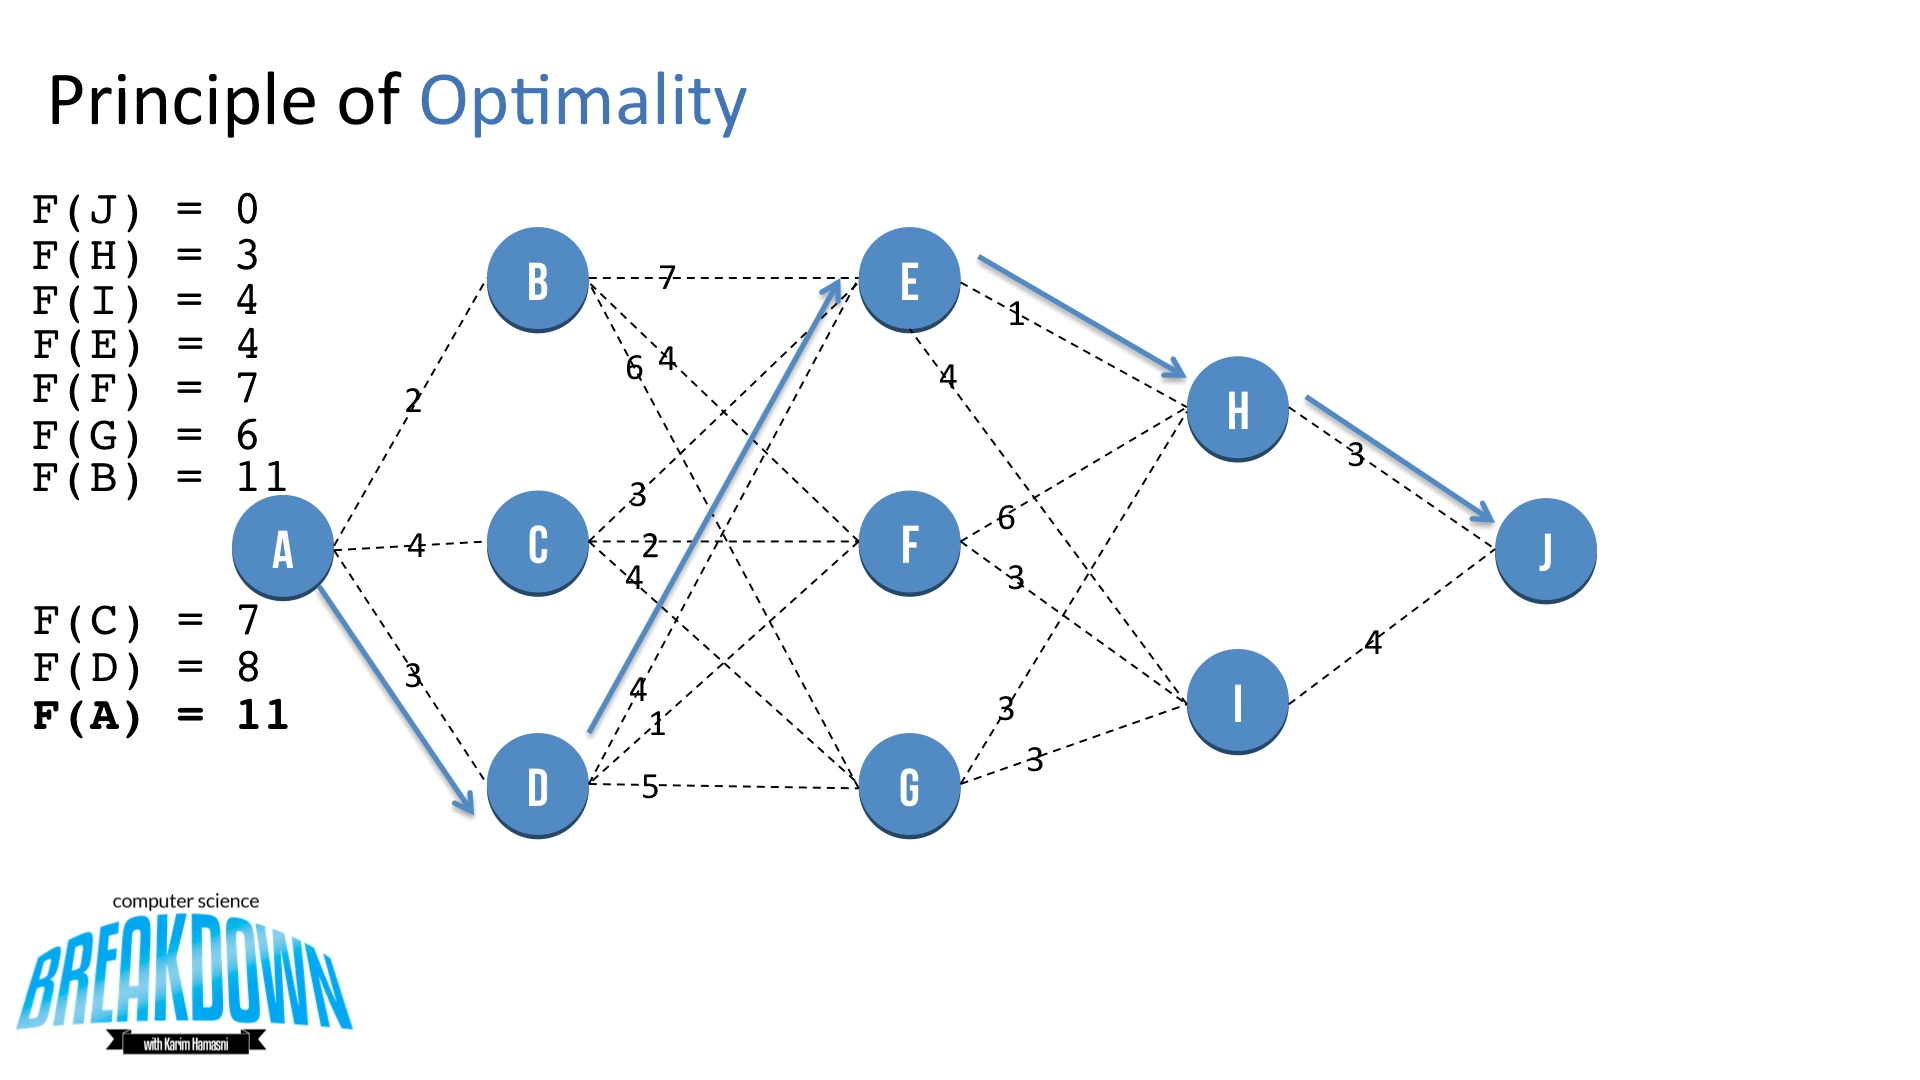 Principle of Optimality
F(J) = 0
F(H) = 3
F(I) = 4
F(E) = 4
F(F) = 7
F(G) = 6
F(B) = 11
F(C) = 7
F(D) = 8
F(A) = 11
A
B
C
D
E
F
G
H
I
J
2
4
3
7
4
6
3
2
4
4
1
5
1
4
6
3
3
3
3
4
computer science
BREAKDOWN
with Karim Hamasni